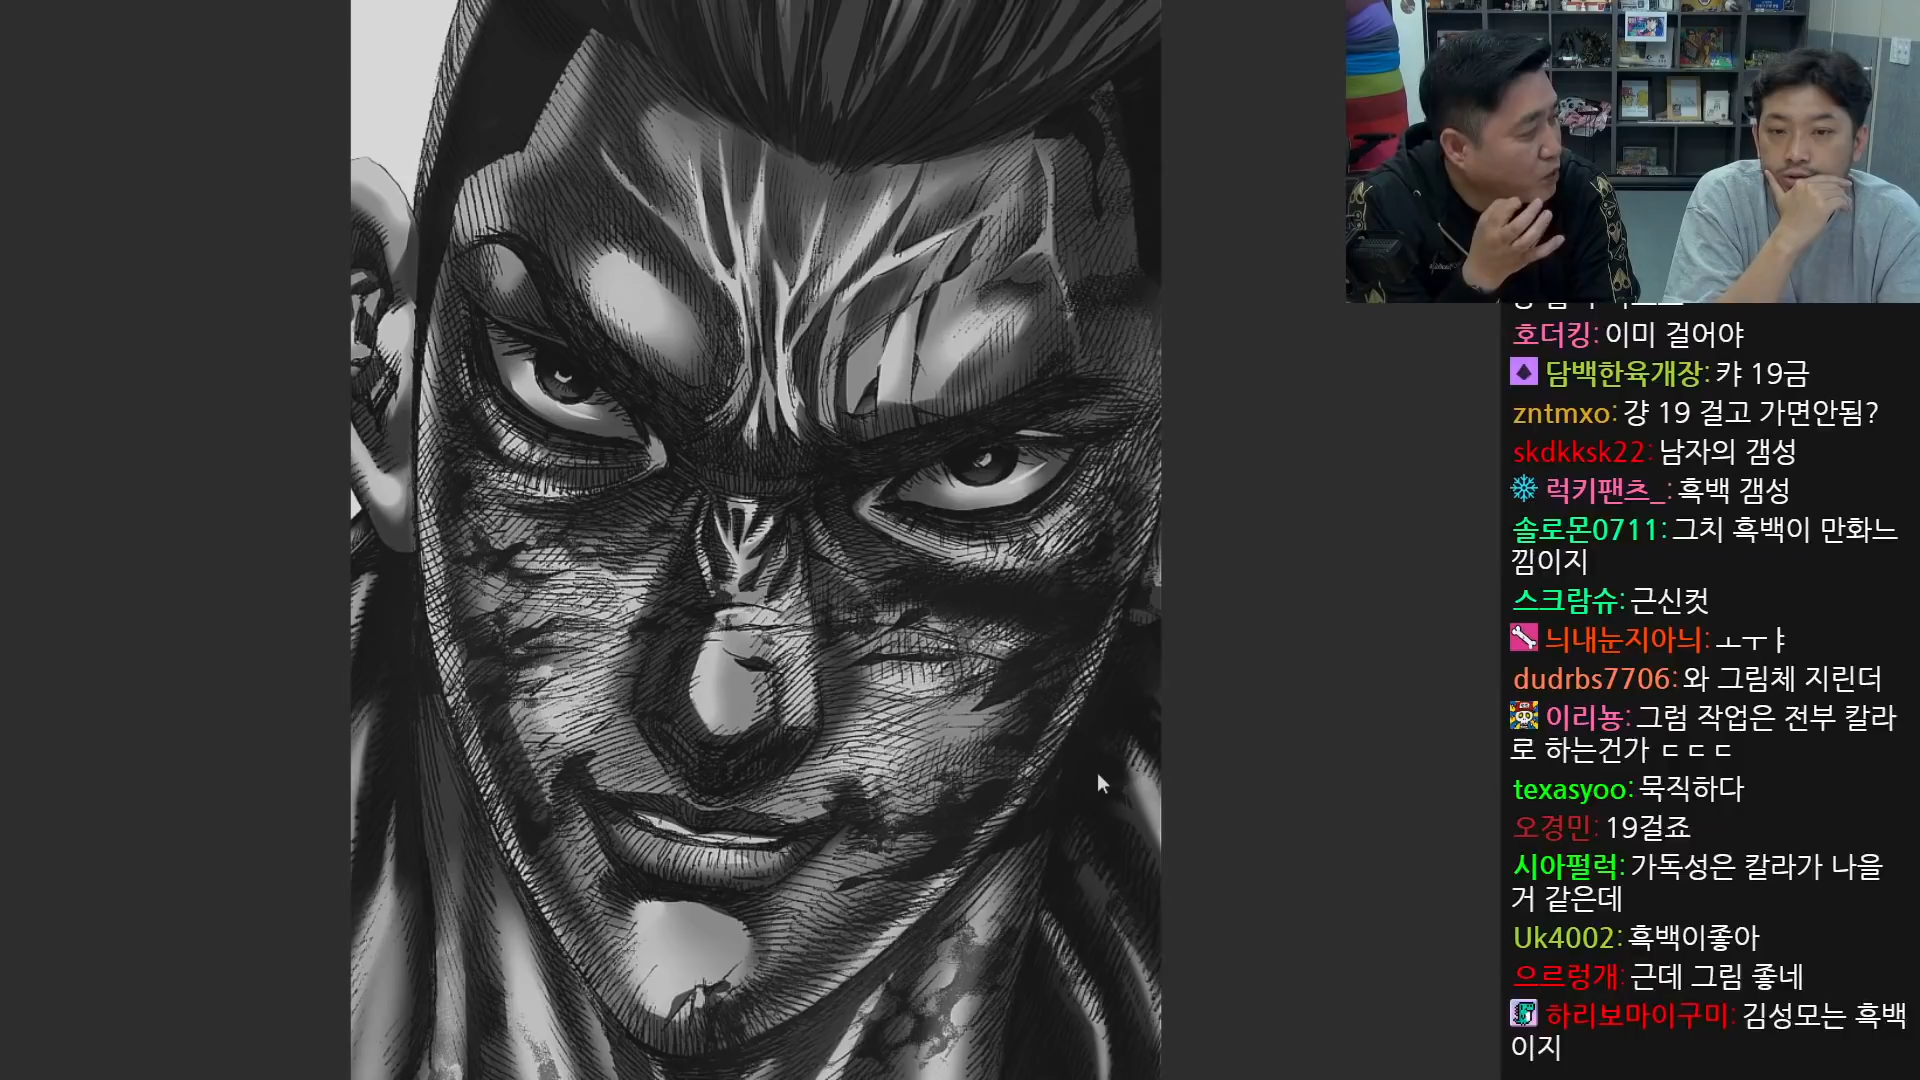 호더킹: 이미 걸어야
담백한육개장: 캬 19금
zntmxo: 걍 19 걸고 가면안됨?
skdkksk22: 남자의 갬성
럭키팬츠_: 흑백 갬성
솔로몬0711: 그치 흑백이 만화느
낌이지
스크람슈: 근신컷
늬내눈지아늬: ㅗㅜㅑ
dudrbs7706: 와 그림체 지린더
이리뇽: 그럼 작업은 전부 칼라
로 하는건가 ㄷㄷㄷ
texasyoo: 묵직하다
오경민: 19걸죠
시아펄럭: 가독성은 칼라가 나을
거 같은데
Uk4002: 흑백이좋아
으르렁개: 근데 그림 좋네
하리보마이구미: 김성모는 흑백
이지